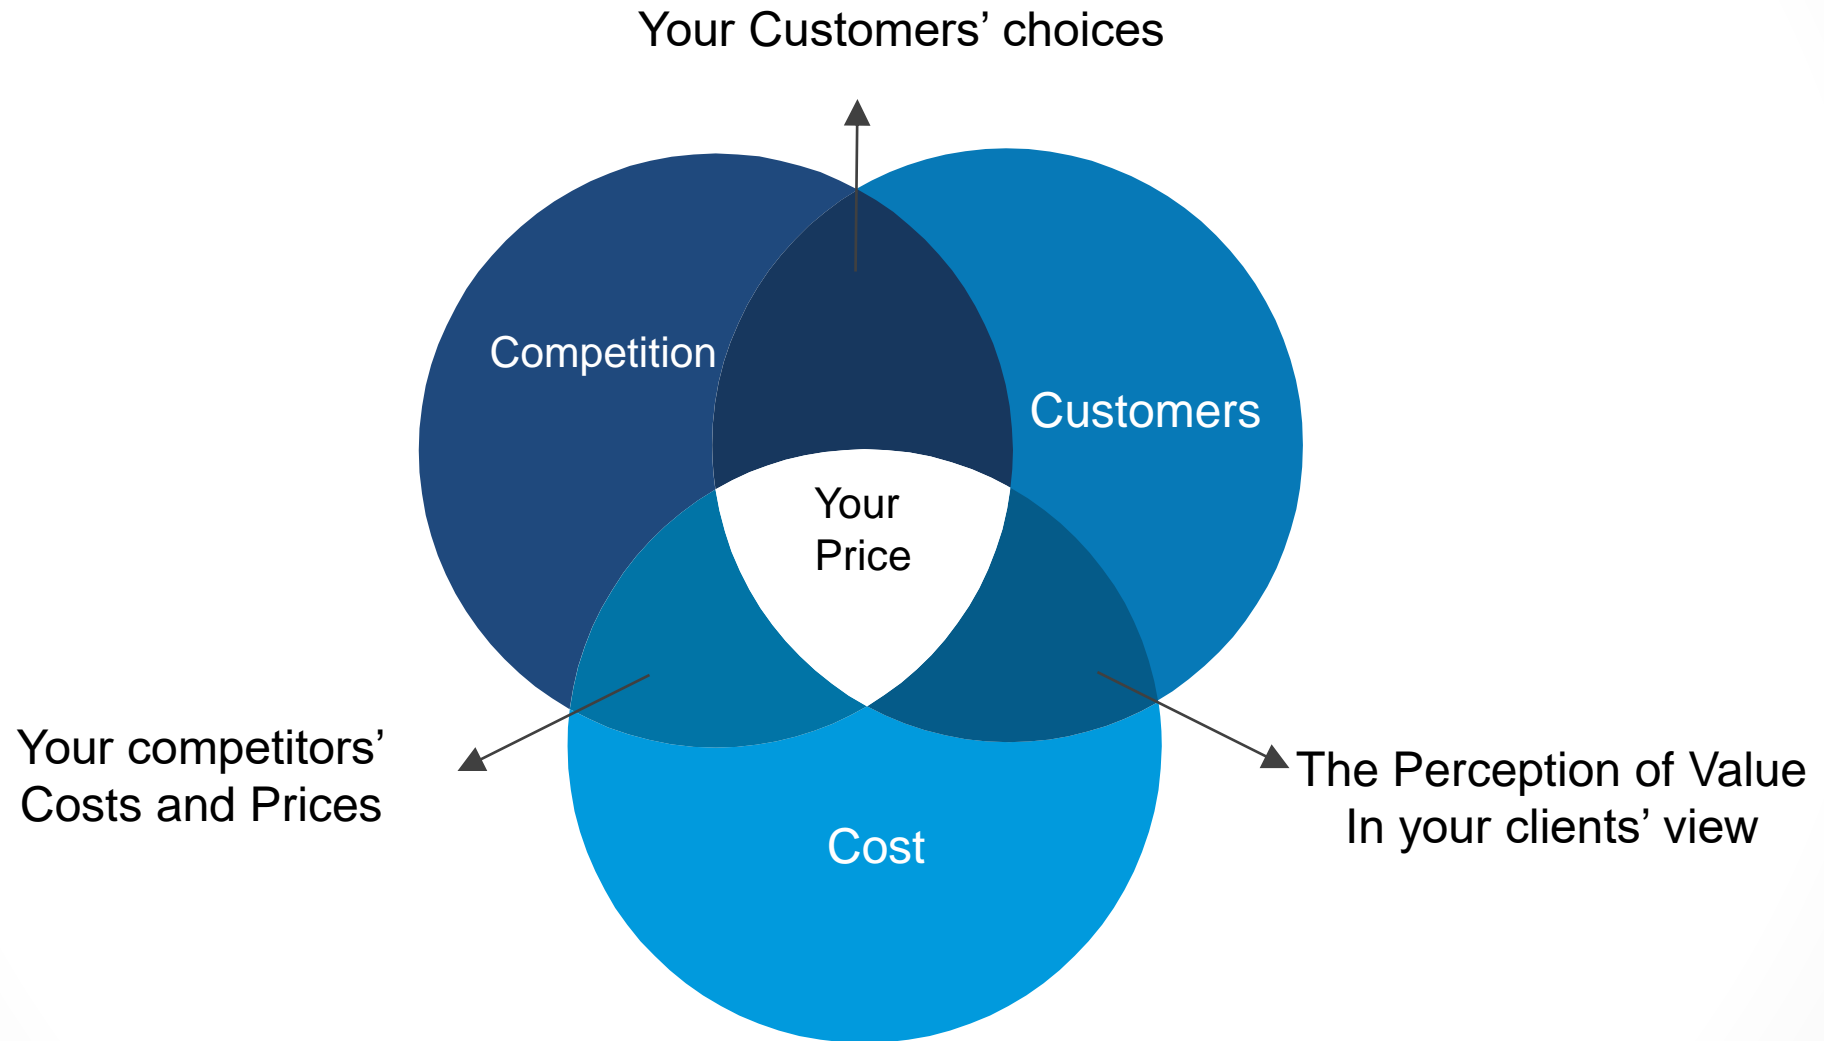 Your Customers’ choices
Competition
Customers
Your
Price
Your competitors’
Costs and Prices
The Perception of Value
In your clients’ view
Cost